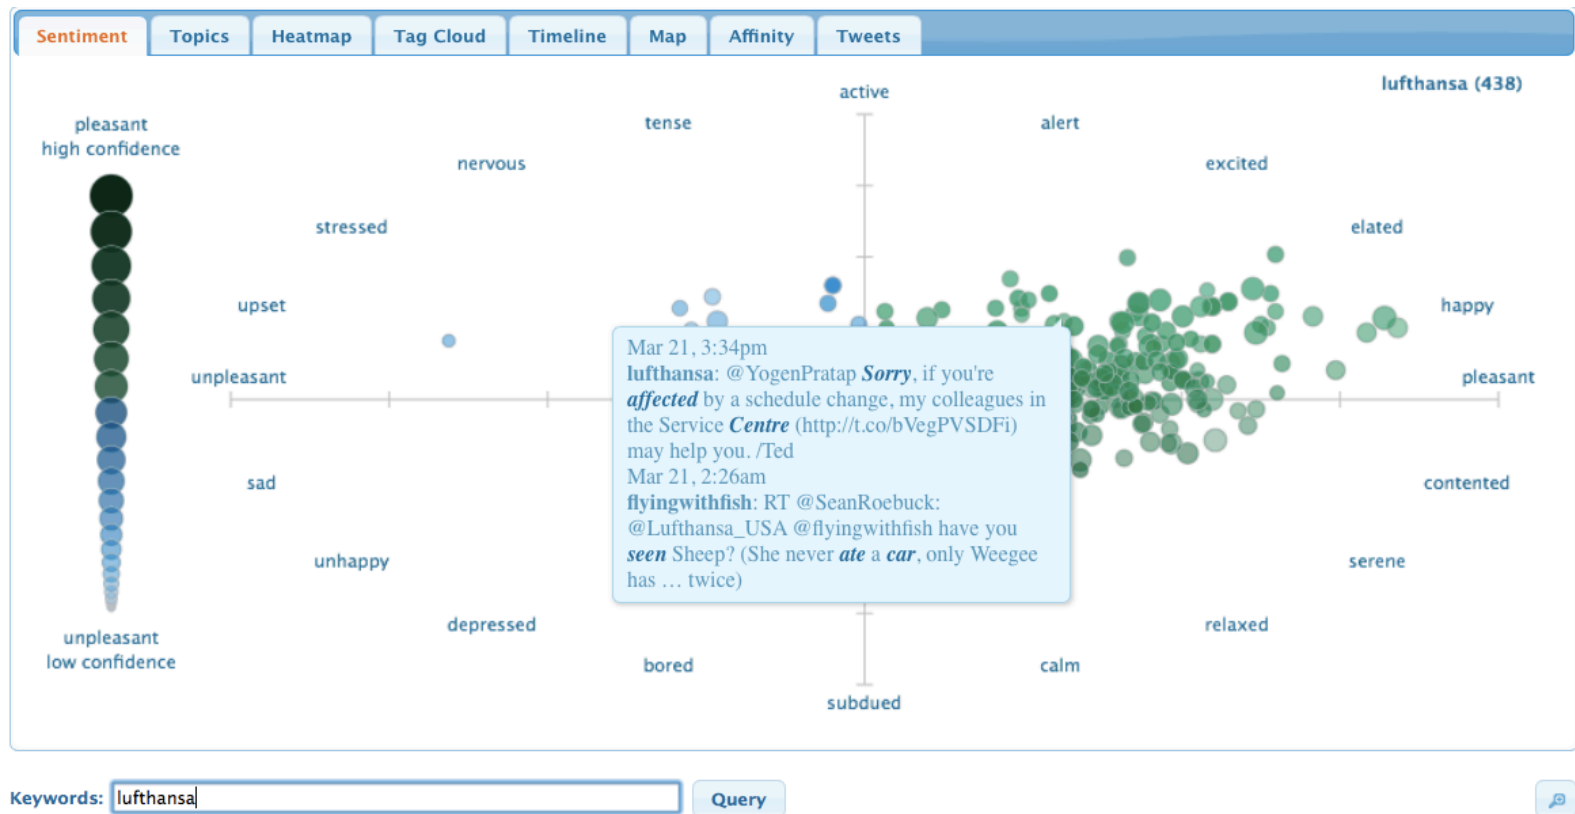 Sentiment Topics Heatmap Tag Cloud Timeline Map Affinity Tweets
lufthansa (438)
active
pleasant
high confidence
tense
alert
nervous
excited
stressed
elated
upset
happy
unpleasant
pleasant
Mar 21, 3:34pm
lufthansa: @YogenPratap Sorry, if you're
affected by a schedule change, my colleagues in
the Service Centre (http://t.co/bVegPVSDFi)
may help you. /Ted
Mar 21, 2:26am
flyingwithfish: RT @SeanRoebuck:
@Lufthansa_USA @flyingwithfish have you
seen Sheep? (She never ate a car, only Weegee
has … twice)
sad
contented
unhappy
serene
depressed
relaxed
unpleasant
low confidence
bored
calm
subdued
Keywords: lufthansa Query